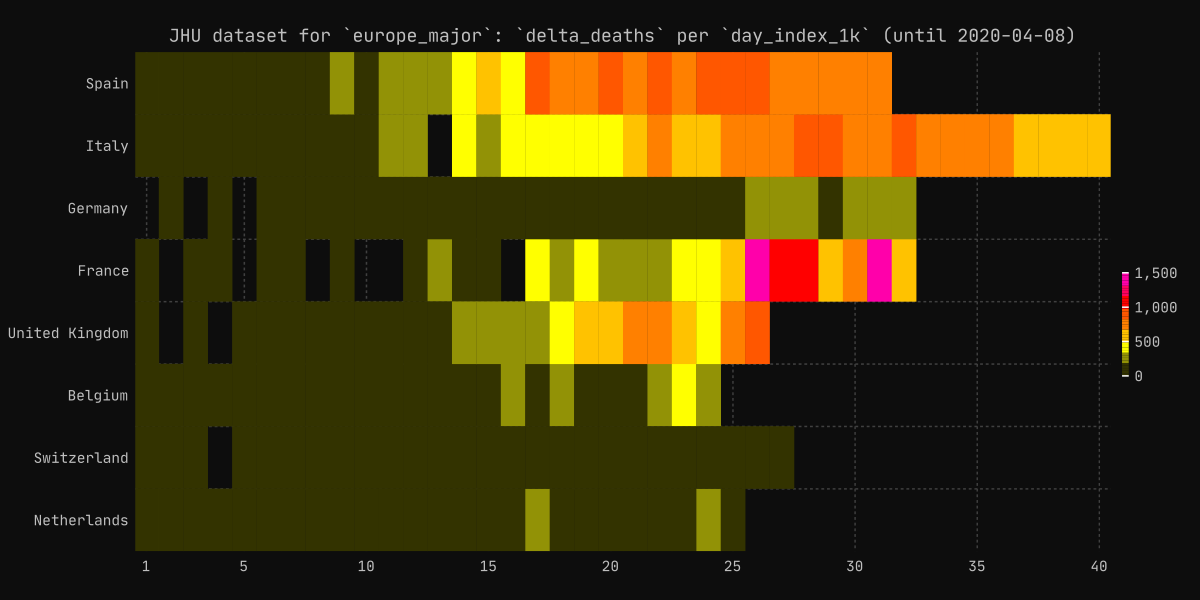 JHU dataset for `europe_major`: `delta_deaths` per `day_index_1k` (until 2020-04-08)
Spain
Italy
Germany
France
United Kingdom
Belgium
Switzerland
Netherlands
1 5 10 15 20 25 30 35 40
1,500
1,000
500
0